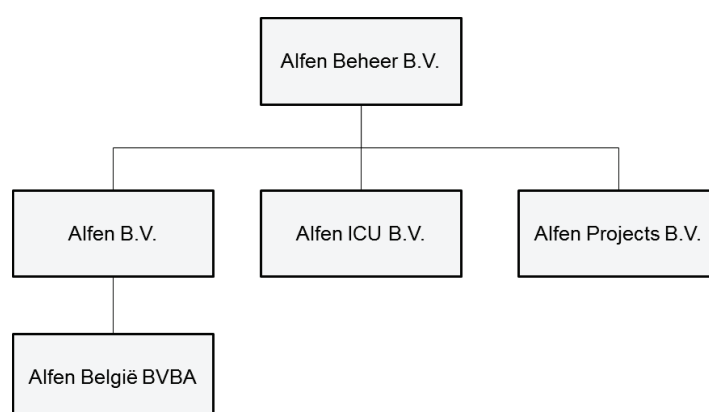 Alfen Beheer B.V.
Alfen B.V.
Alfen ICU B.V.
Alfen Projects B.V.
Alfen België BVBA